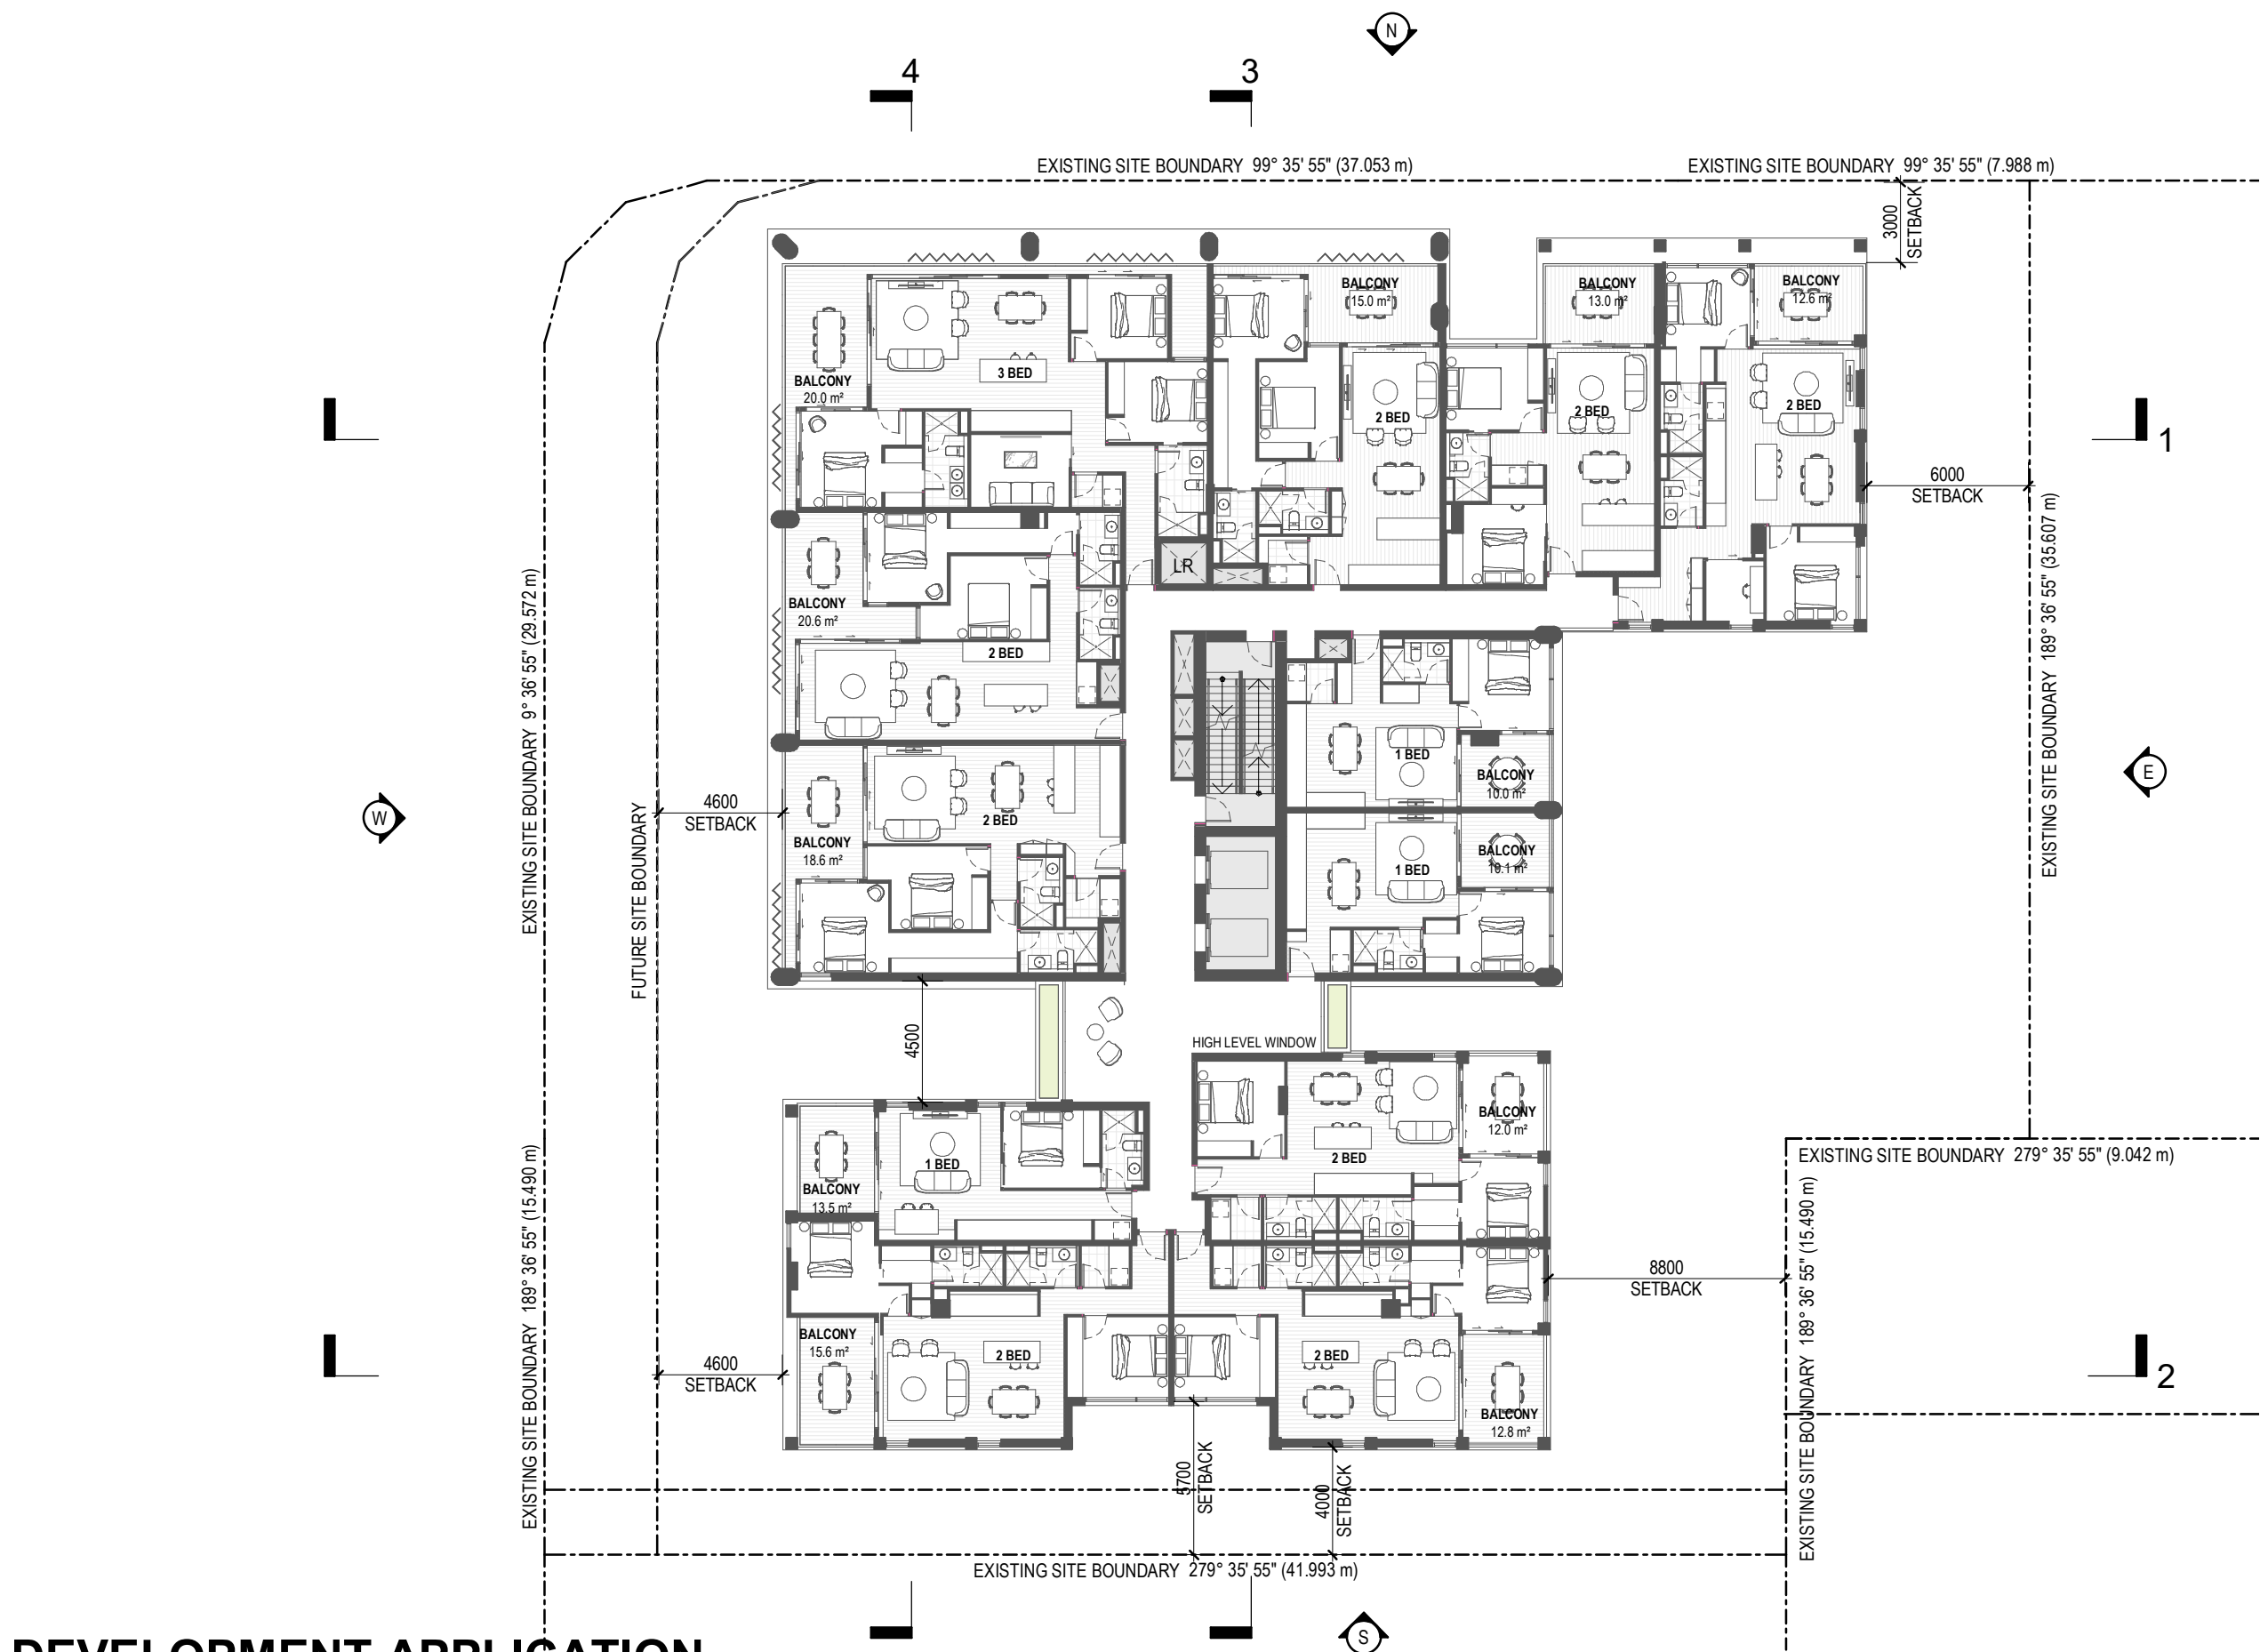 N
4
3
EXISTING SITE BOUNDARY 99° 35' 55" (37.053 m)
EXISTING SITE BOUNDARY 99° 35' 55" (7.988 m)
3000
SETBACK
BALCONY
15.0 m²
BALCONY
13.0 m²
BALCONY
12.6 m²
3 BED
BALCONY
20.0 m²
2 BED
2 BED
2 BED
1
6000
SETBACK
LR
EXISTING SITE BOUNDARY 9° 36' 55" (29.572 m)
EXISTING SITE BOUNDARY 189° 36' 55" (35.607 m)
BALCONY
20.6 m²
2 BED
1 BED
BALCONY
10.0 m²
E
W
4600
SETBACK
FUTURE SITE BOUNDARY
2 BED
BALCONY
18.6 m²
1 BED
BALCONY
10.1 m²
4500
HIGH LEVEL WINDOW
BALCONY
12.0 m²
1 BED
2 BED
BALCONY
13.5 m²
EXISTING SITE BOUNDARY 279° 35' 55" (9.042 m)
EXISTING SITE BOUNDARY 189° 36' 55" (15.490 m)
EXISTING SITE BOUNDARY 189° 36' 55" (15.490 m)
8800
SETBACK
BALCONY
15.6 m²
2 BED
2 BED
4600
SETBACK
2
BALCONY
12.8 m²
5700
SETBACK
4000
SETBACK
EXISTING SITE BOUNDARY 279° 35' 55" (41.993 m)
S
DEVELOPMENT APPLICATION